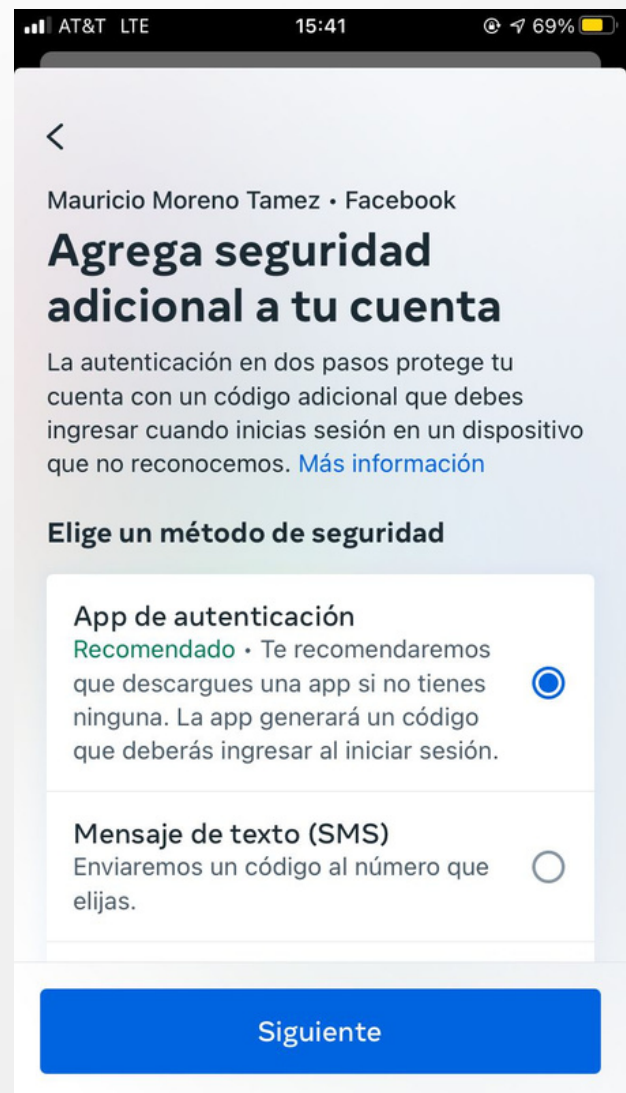 AT&T LTE 15:41 69%
Mauricio Moreno Tamez • Facebook
Agrega seguridad
adicional a tu cuenta
La autenticación en dos pasos protege tu
cuenta con un código adicional que debes
ingresar cuando inicias sesión en un dispositivo
que no reconocemos. Más información
Elige un método de seguridad
App de autenticación
Recomendado • Te recomendaremos
que descargues una app si no tienes
ninguna. La app generará un código
que deberás ingresar al iniciar sesión.
Mensaje de texto (SMS)
Enviaremos un código al número que
elijas.
Siguiente